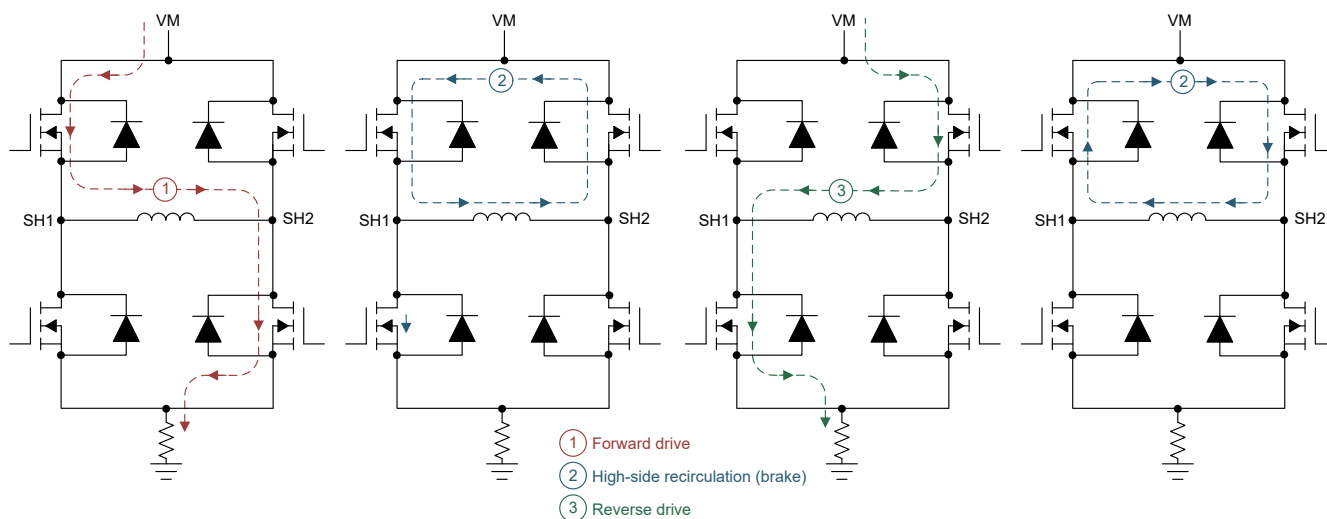 VM
VM
VM
VM
2
2
1
3
SH1
SH2
SH1
SH2
SH1
SH2
SH1
SH2
1 Forward drive
2 High-side recirculation (brake)
3 Reverse drive